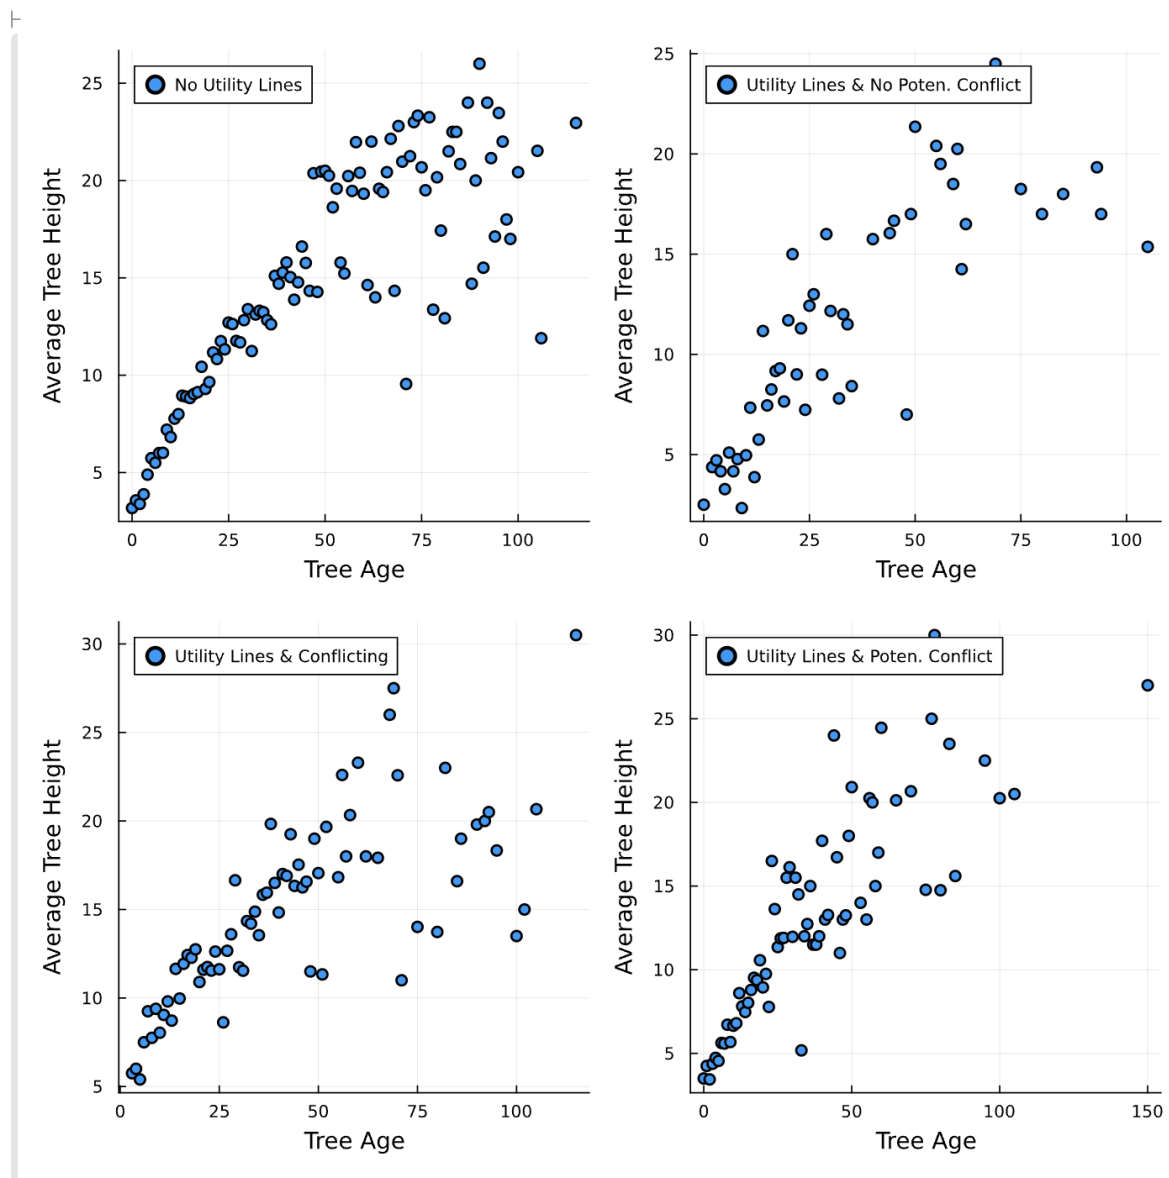 No Utility Lines
25
20
15
10
5
0 25 50 75 100
Average Tree Height
Tree Age
Utility Lines & No Poten. Conflict
25
20
15
10
5
0 25 50 75 100
Average Tree Height
Tree Age
Utility Lines & Conflicting
30
25
20
15
10
5
0 25 50 75 100
Average Tree Height
Tree Age
Utility Lines & Poten. Conflict
30
25
20
15
10
5
0 50 100 150
Average Tree Height
Tree Age